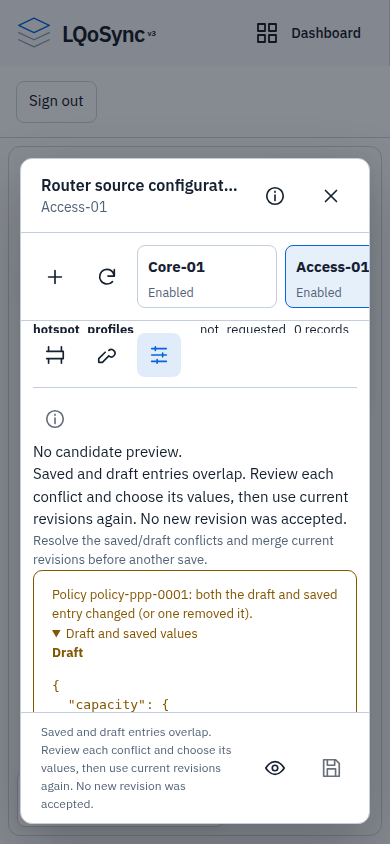 LQoSync v3
Dashboard
Sign out
Router source configurat...
Access-01
Core-01
Enabled
Access-01
Enabled
hotspot_profiles not_requested 0 records
No candidate preview.
Saved and draft entries overlap. Review each
conflict and choose its values, then use current
revisions again. No new revision was accepted.
Resolve the saved/draft conflicts and merge current
revisions before another save.
Policy policy-ppp-0001: both the draft and saved
entry changed (or one removed it).
▼ Draft and saved values
Draft
{
"capacity": {
Saved and draft entries overlap.
Review each conflict and choose its
values, then use current revisions
again. No new revision was
accepted.